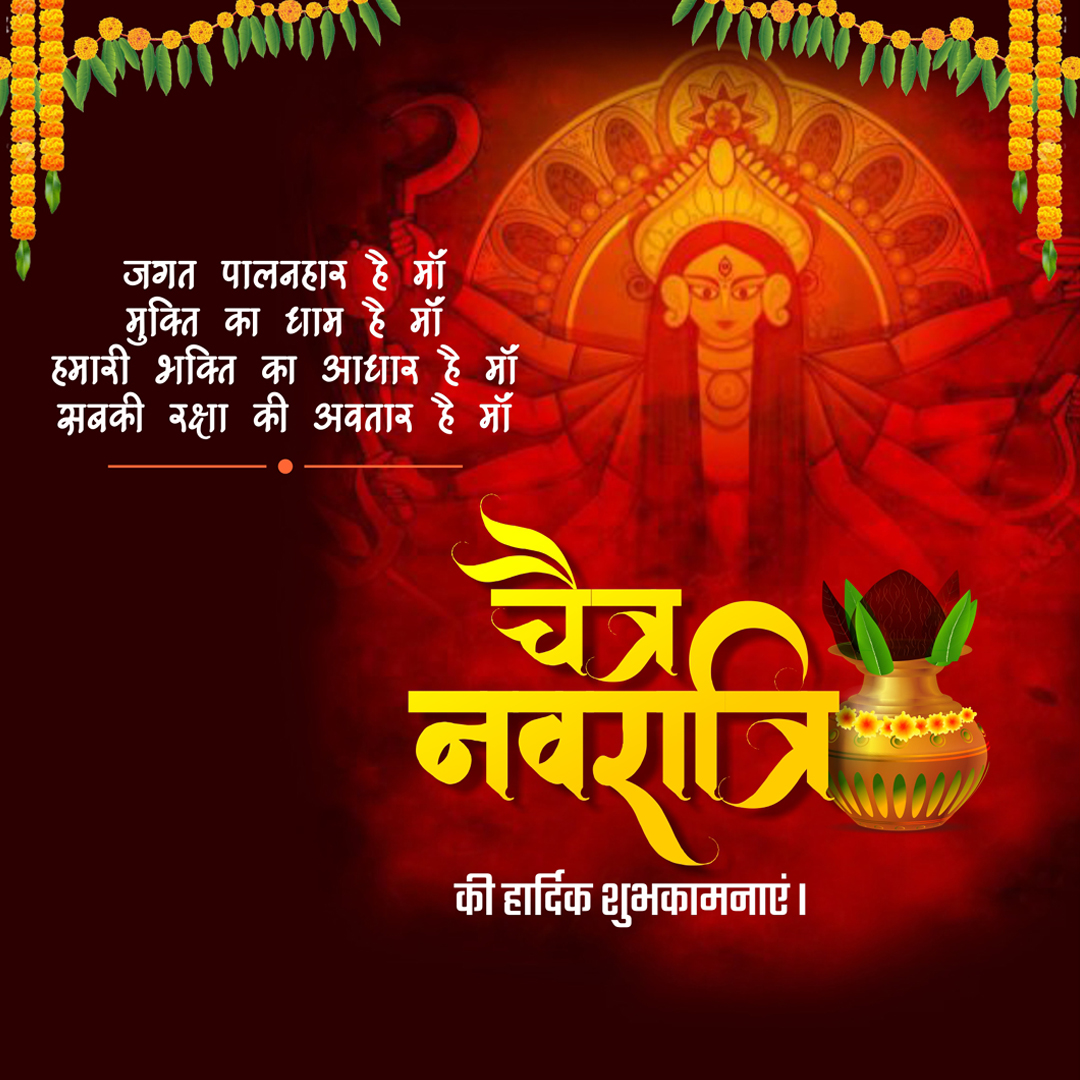 जगत पालनहार है माँ
मुक्ति का धाम है माँ
हमारी भक्ति का आधार है माँ
सबकी रक्षा की अवतार है माँ
चैत्र
नवरात्रि
की हार्दिक शुभकामनाएं।